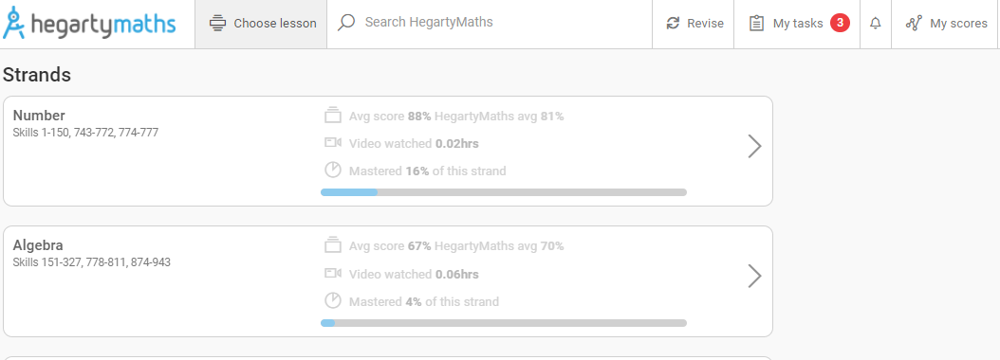 hegartymaths
Choose lesson
Search HegartyMaths
Revise
My tasks 3
My scores
Strands
Number
Skills 1-150, 743-772, 774-777
Avg score 88% HegartyMaths avg 81%
Video watched 0.02hrs
Mastered 16% of this strand
Algebra
Skills 151-327, 778-811, 874-943
Avg score 67% HegartyMaths avg 70%
Video watched 0.06hrs
Mastered 4% of this strand